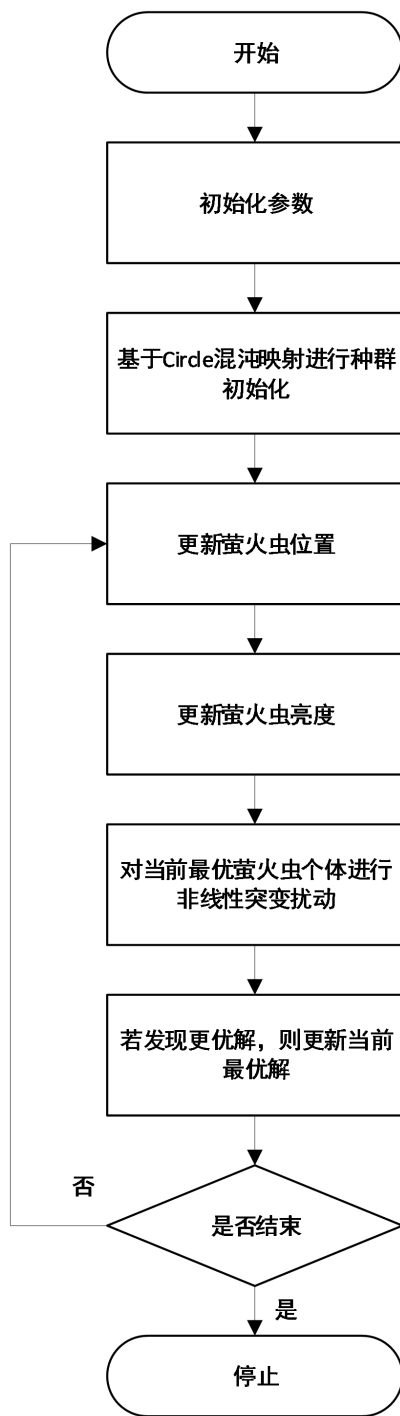 开始
初始化参数
基于Circle混沌映射进行种群
初始化
更新萤火虫位置
更新萤火虫亮度
对当前最优萤火虫个体进行
非线性突变扰动
若发现更优解，则更新当前
最优解
否
是否结束
是
停止